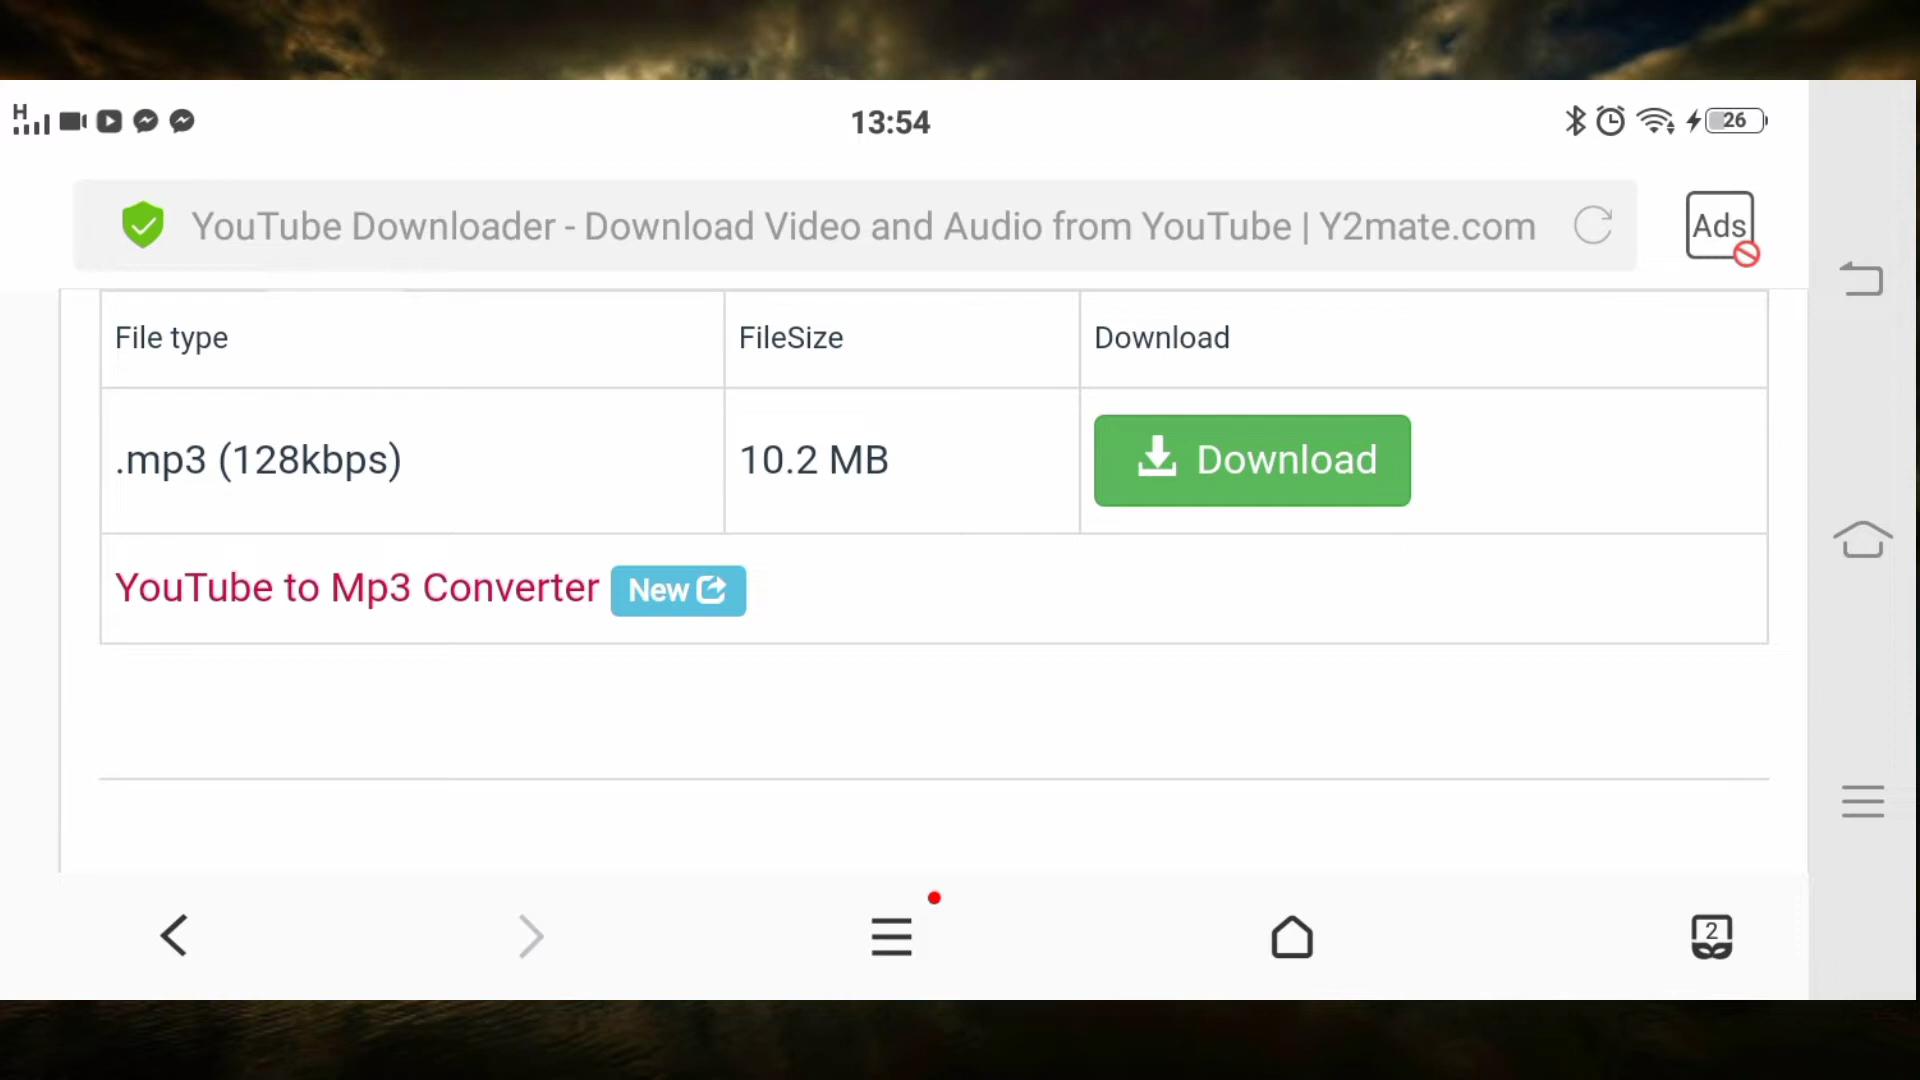 H
13:54
26
YouTube Downloader - Download Video and Audio from YouTube | Y2mate.com
Ads
File type FileSize Download
.mp3 (128kbps) 10.2 MB Download
YouTube to Mp3 Converter New
2